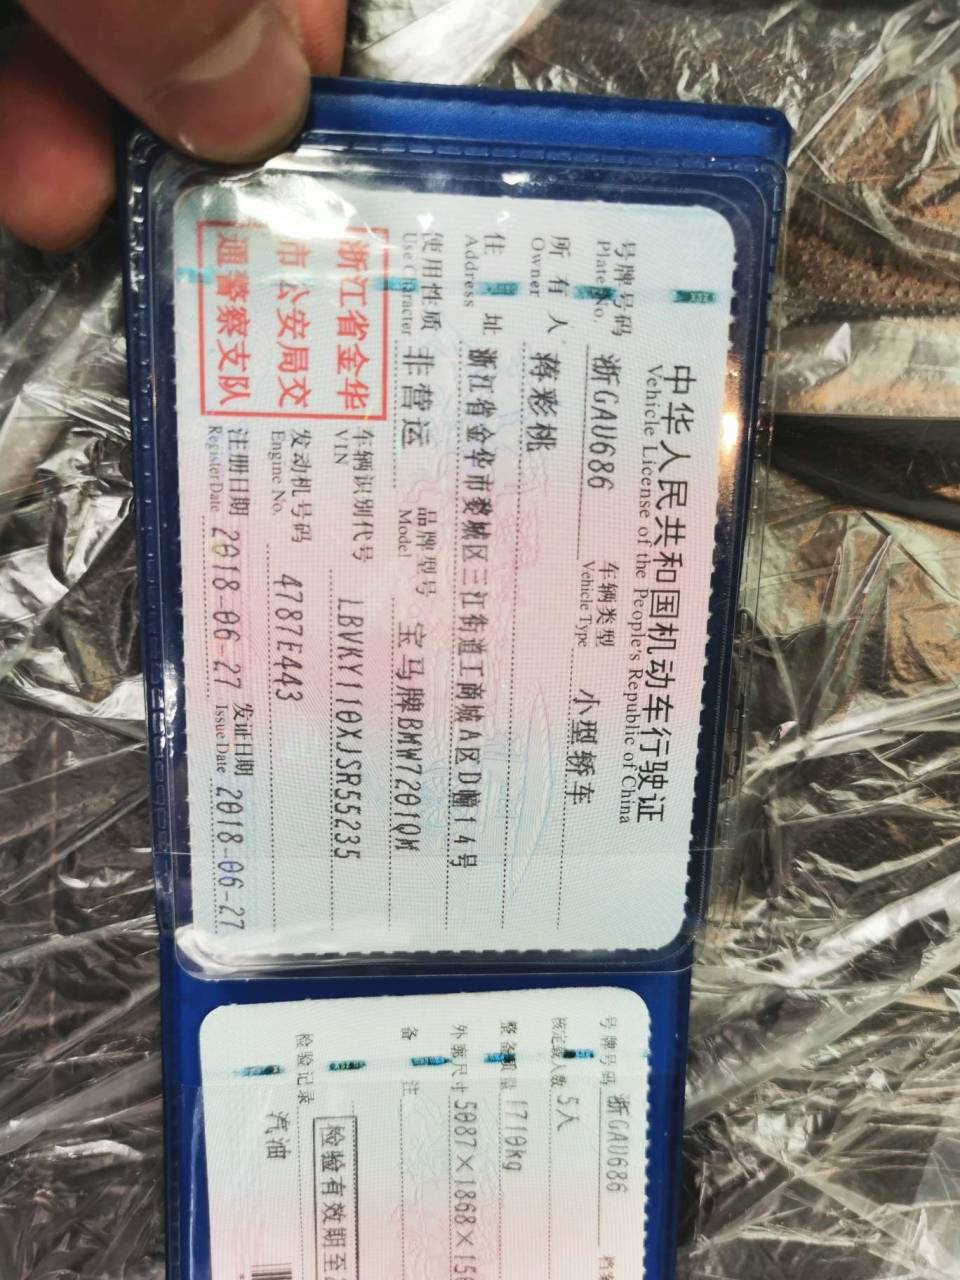 中华人民共和国机动车行驶证
Vehicle License of the People's Republic of China
号牌号码 浙GAU686 车辆类型 小型轿车
Plate No. Vehicle Type
所有人 蒋彩桃
Owner
住址 浙江省金华市婺城区三江街道工商城A区D幢14号
Address
使用性质 非营运 品牌型号 宝马牌BMW7201QM
Use Character Model
浙江省金华
市公安局交
通警察支队
车辆识别代号 LBVKY110XJSR55235
VIN
发动机号码 4787E443
Engine No.
注册日期 2018-06-27 发证日期 2018-06-27
Register Date Issue Date
号牌号码 浙GAU686
核定载人数 5人
整备质量 1710kg
外廓尺寸 5087×1868×
备注
检验有效期至
检验记录
汽油